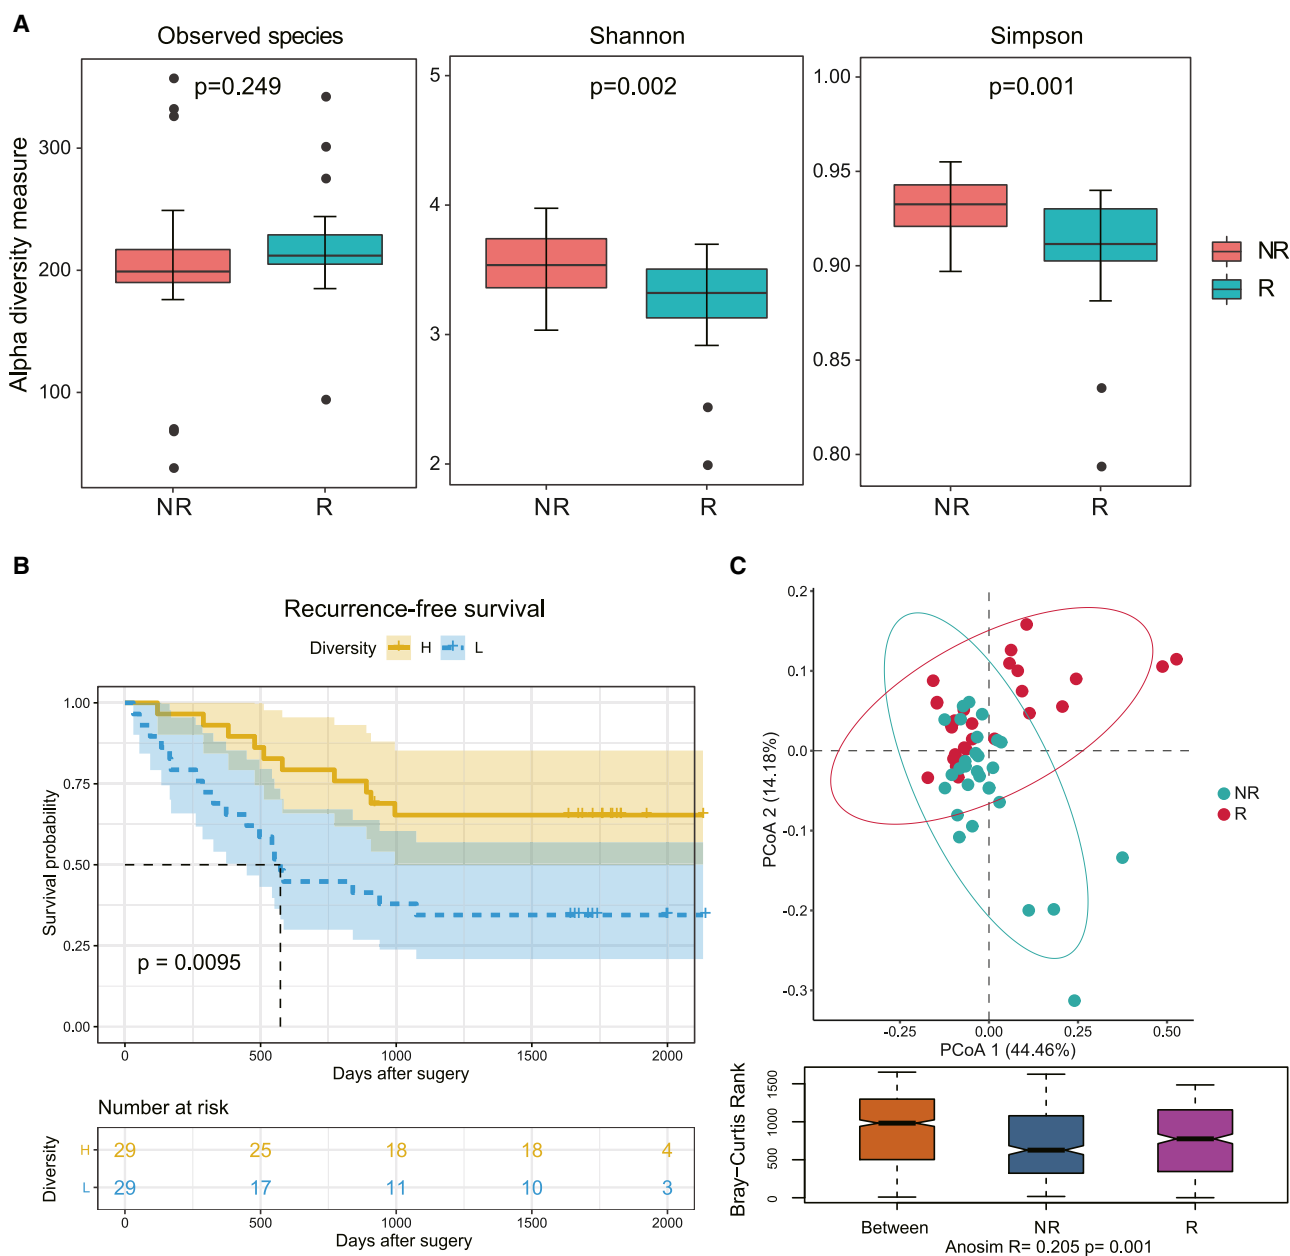 A
Observed species
Shannon
Simpson
Alpha diversity measure
p=0.249
p=0.002
p=0.001
300
200
100
5
4
3
2
1.00
0.95
0.90
0.85
0.80
NR R
NR R
NR R
NR
R
B
Recurrence-free survival
Diversity H L
Survival probability
1.00
0.75
0.50
0.25
0.00
p = 0.0095
0 500 1000 1500 2000
Days after sugery
Number at risk
Diversity
H 29 25 18 18 4
L 29 17 11 10 3
0 500 1000 1500 2000
Days after sugery
C
0.2
0.1
0.0
-0.1
-0.2
-0.3
PCoA 2 (14.18%)
-0.25 0.00 0.25 0.50
PCoA 1 (44.46%)
NR
R
Bray-Curtis Rank
1500
1000
500
0
Between NR R
Anosim R= 0.205 p= 0.001